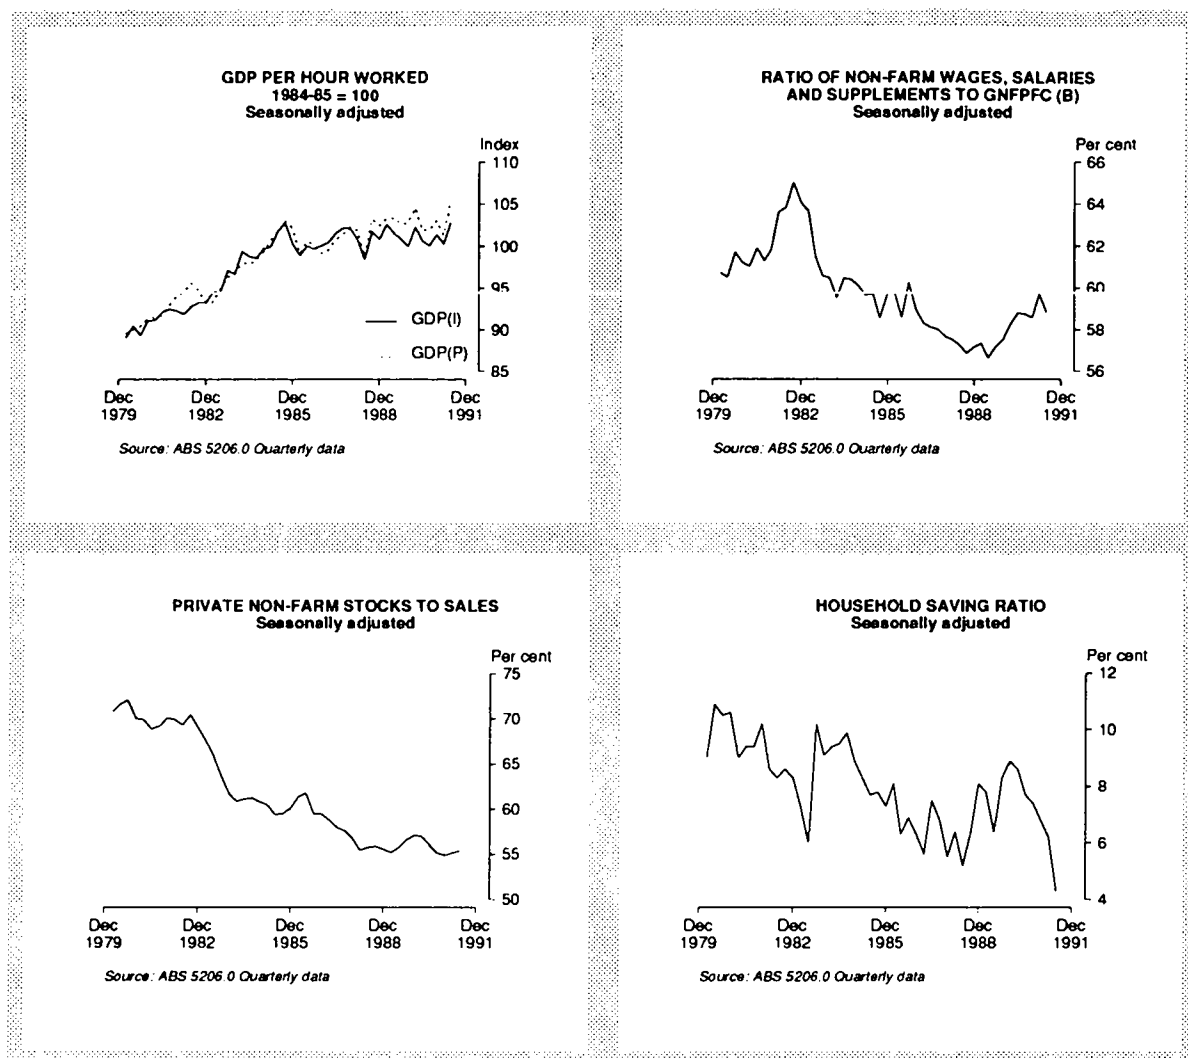 GDP PER HOUR WORKED
1984-85 = 100
Seasonally adjusted
Index
110
105
100
95
90
85
GDP(I)
GDP(P)
Dec Dec Dec Dec Dec
1979 1982 1985 1988 1991
Source: ABS 5206.0 Quarterly data
RATIO OF NON-FARM WAGES, SALARIES
AND SUPPLEMENTS TO GNFPFC (B)
Seasonally adjusted
Per cent
66
64
62
60
58
56
Dec Dec Dec Dec Dec
1979 1982 1985 1988 1991
Source: ABS 5206.0 Quarterly data
PRIVATE NON-FARM STOCKS TO SALES
Seasonally adjusted
Per cent
75
70
65
60
55
50
Dec Dec Dec Dec Dec
1979 1982 1985 1988 1991
Source: ABS 5206.0 Quarterly data
HOUSEHOLD SAVING RATIO
Seasonally adjusted
Per cent
12
10
8
6
4
Dec Dec Dec Dec Dec
1979 1982 1985 1988 1991
Source: ABS 5206.0 Quarterly data